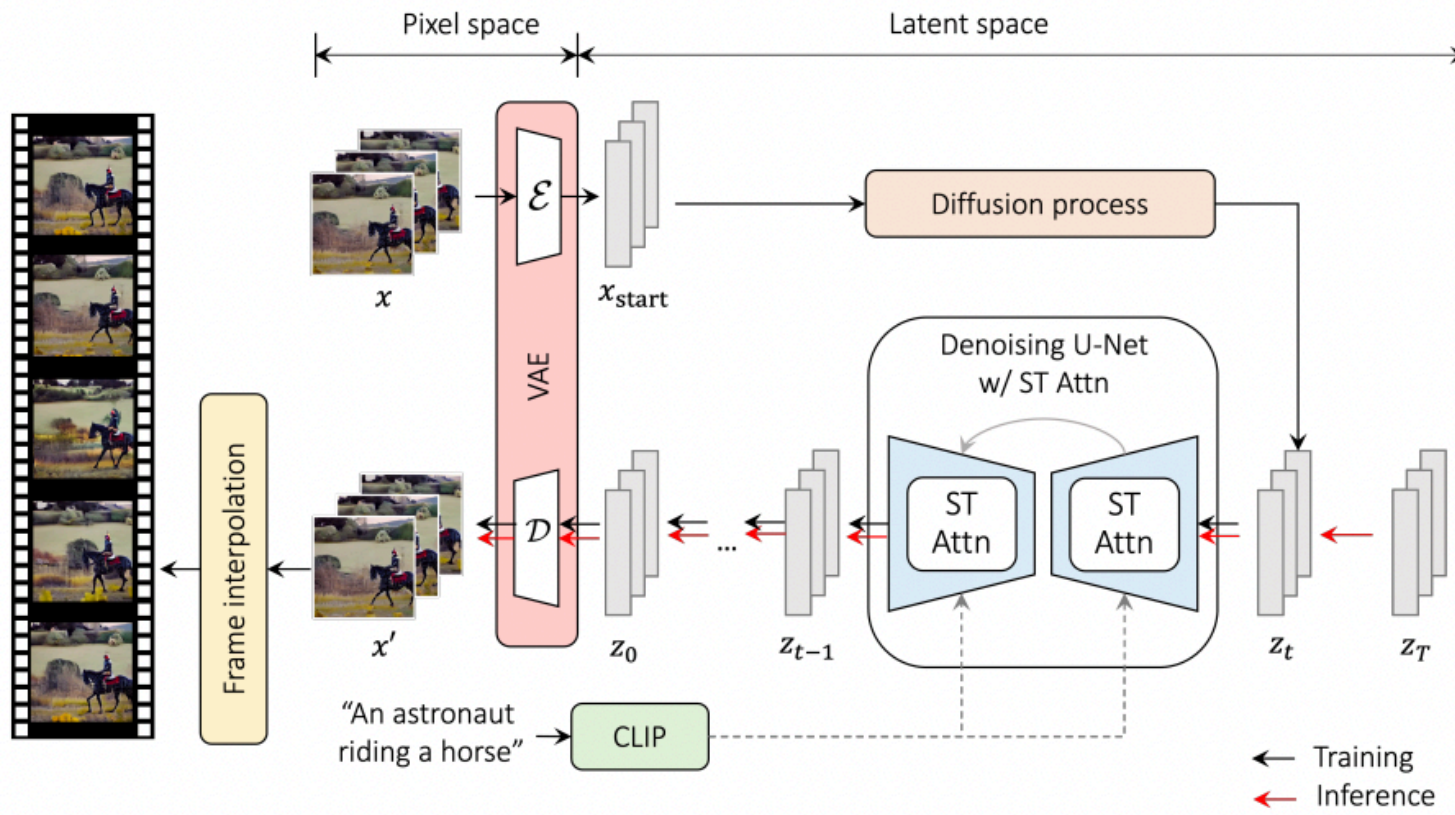 Pixel space
Latent space
ℰ
Diffusion process
x
x_start
VAE
Denoising U-Net
w/ ST Attn
ST
Attn
ST
Attn
Frame interpolation
𝒟
...
x′
z_0
z_{t−1}
z_t
z_T
“An astronaut
riding a horse”
CLIP
Training
Inference